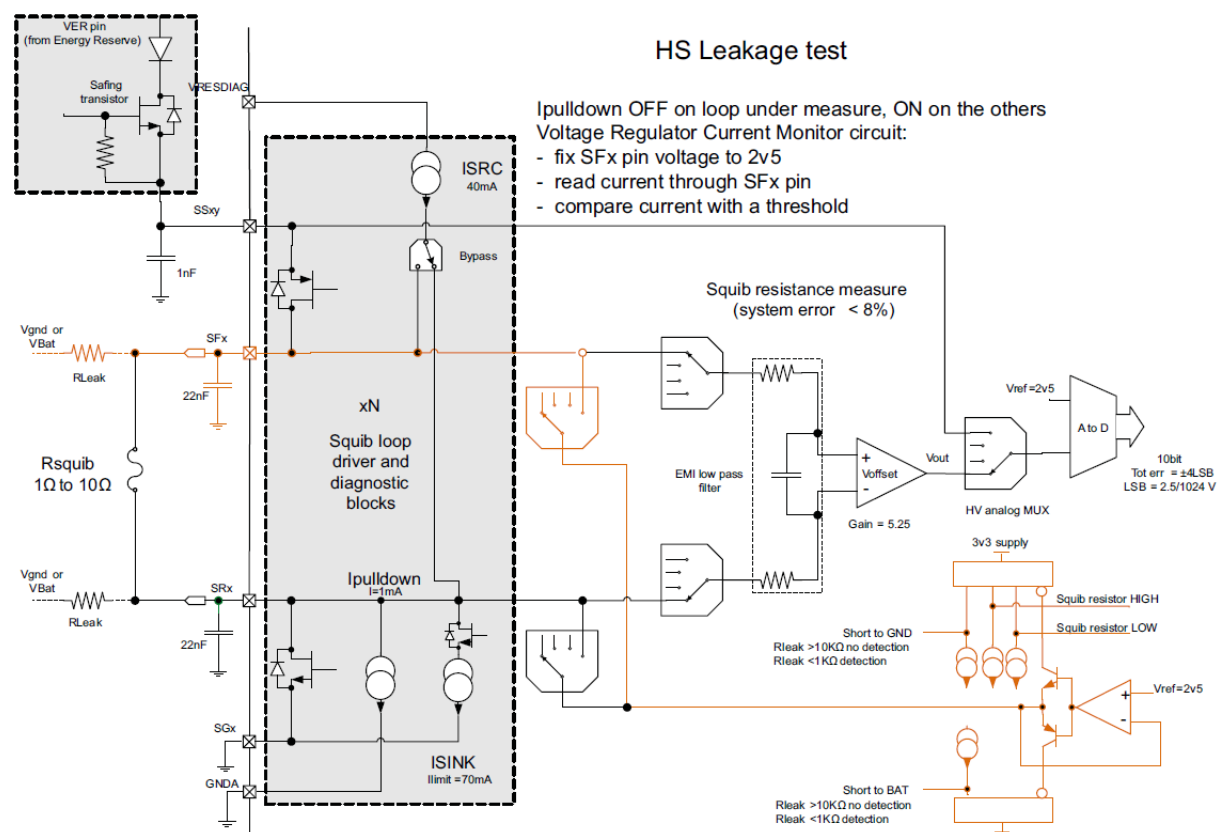 VER pin
(from Energy Reserve)
Safing
transistor
VRESDIAG
HS Leakage test
Ipulldown OFF on loop under measure, ON on the others
Voltage Regulator Current Monitor circuit:
- fix SFx pin voltage to 2v5
- read current through SFx pin
- compare current with a threshold
ISRC
40mA
SSxy
1nF
Bypass
Squib resistance measure
(system error < 8%)
Vgnd or
VBat
SFx
RLeak
22nF
xN
Squib loop
driver and
diagnostic
blocks
Rsquib
1Ω to 10Ω
EMI low pass
filter
+
-
Voffset
Gain = 5.25
Vout
HV analog MUX
Vref=2v5
A to D
10bit
Tot err = ±4LSB
LSB = 2.5/1024 V
Vgnd or
VBat
SRx
RLeak
22nF
Ipulldown
I=1mA
3v3 supply
Squib resistor HIGH
Squib resistor LOW
Short to GND
Rleak >10KΩ no detection
Rleak <1KΩ detection
+
-
Vref=2v5
SGx
GNDA
ISINK
Ilimit =70mA
Short to BAT
Rleak >10KΩ no detection
Rleak <1KΩ detection